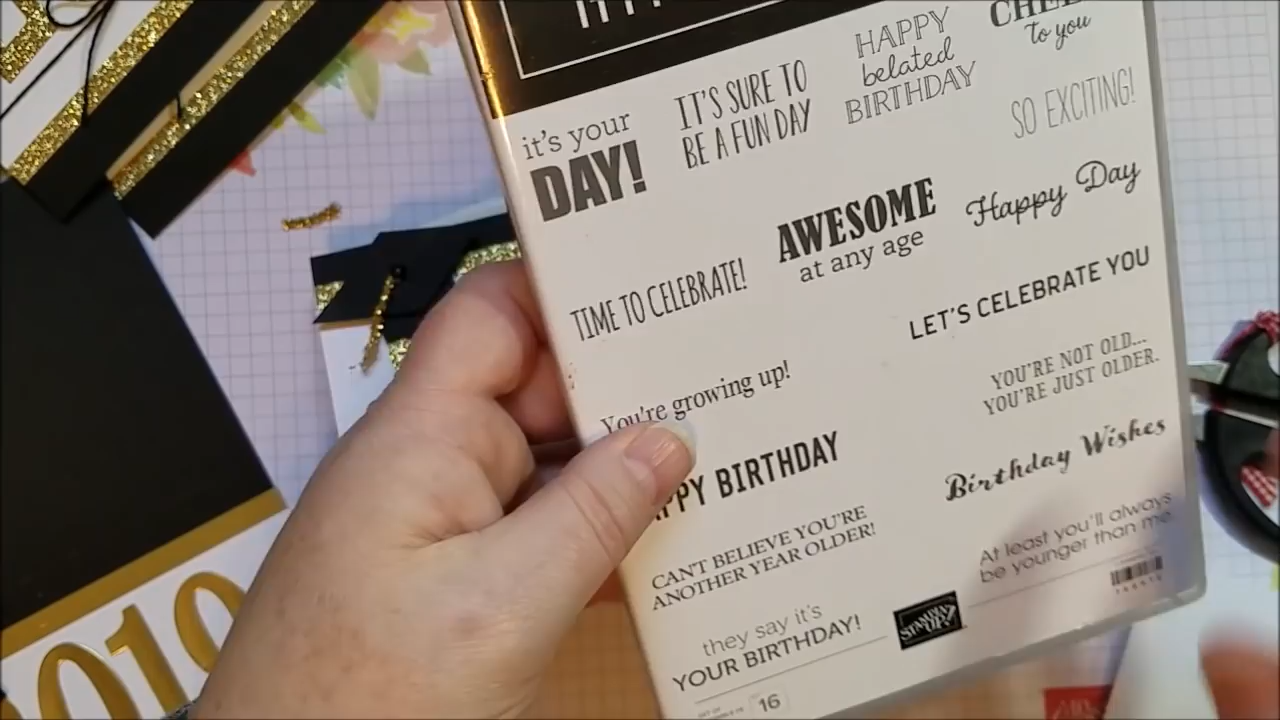 it's your
DAY!
IT'S SURE TO
BE A FUN DAY
HAPPY
belated
BIRTHDAY
to you
SO EXCITING!
TIME TO CELEBRATE!
AWESOME
at any age
Happy Day
LET'S CELEBRATE YOU
You're growing up!
YOU'RE NOT OLD...
YOU'RE JUST OLDER.
BIRTHDAY
Birthday Wishes
CAN'T BELIEVE YOU'RE
ANOTHER YEAR OLDER!
At least you'll always
be younger than me.
they say it's
YOUR BIRTHDAY!
STAMPIN'
UP!
16
010